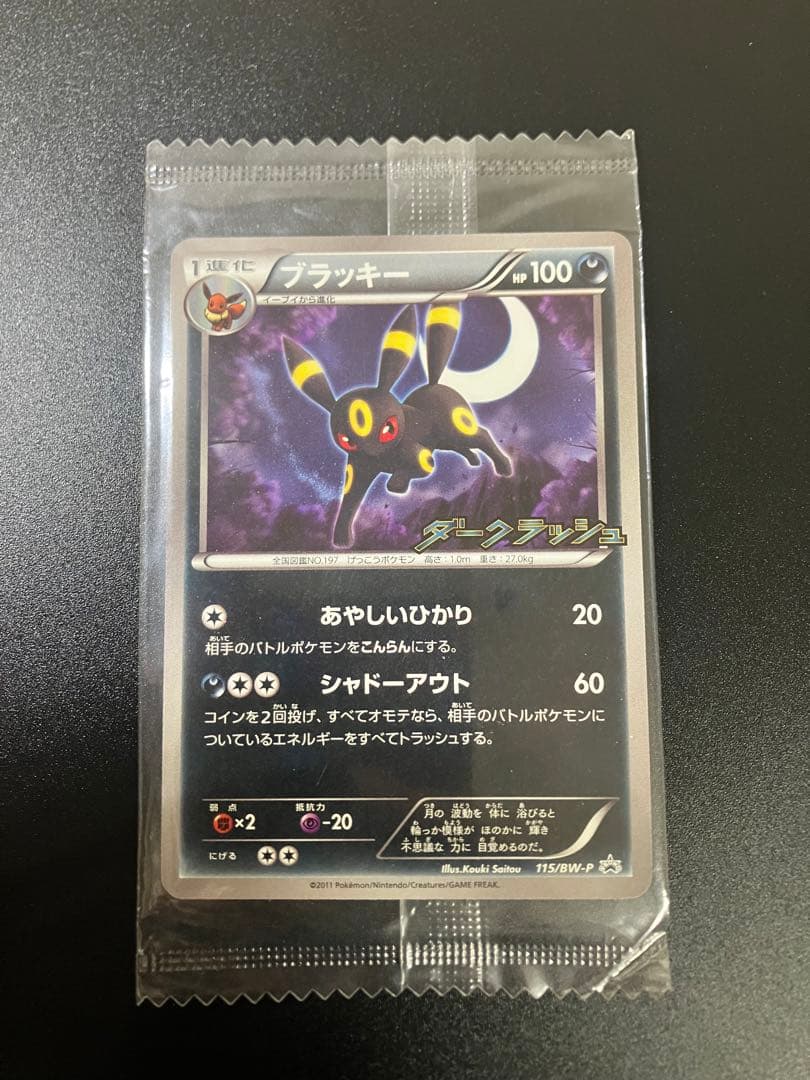 1進化 ブラッキー HP100
イーブイから進化
ダークラッシュ
全国図鑑NO.197 げっこうポケモン 高さ:1.0m 重さ:27.0kg
あやしいひかり 20
相手のバトルポケモンをこんらんにする。
シャドーアウト 60
コインを2回投げ、すべてオモテなら、相手のバトルポケモンに
ついているエネルギーをすべてトラッシュする。
弱点 抵抗力
×2 -20
にげる
月の 波動を 体に 浴びると
輪っか模様が ほのかに 輝き
不思議な 力に 目覚めるのだ。
Illus.Kouki Saitou 115/BW-P
©2011 Pokémon/Nintendo/Creatures/GAME FREAK.